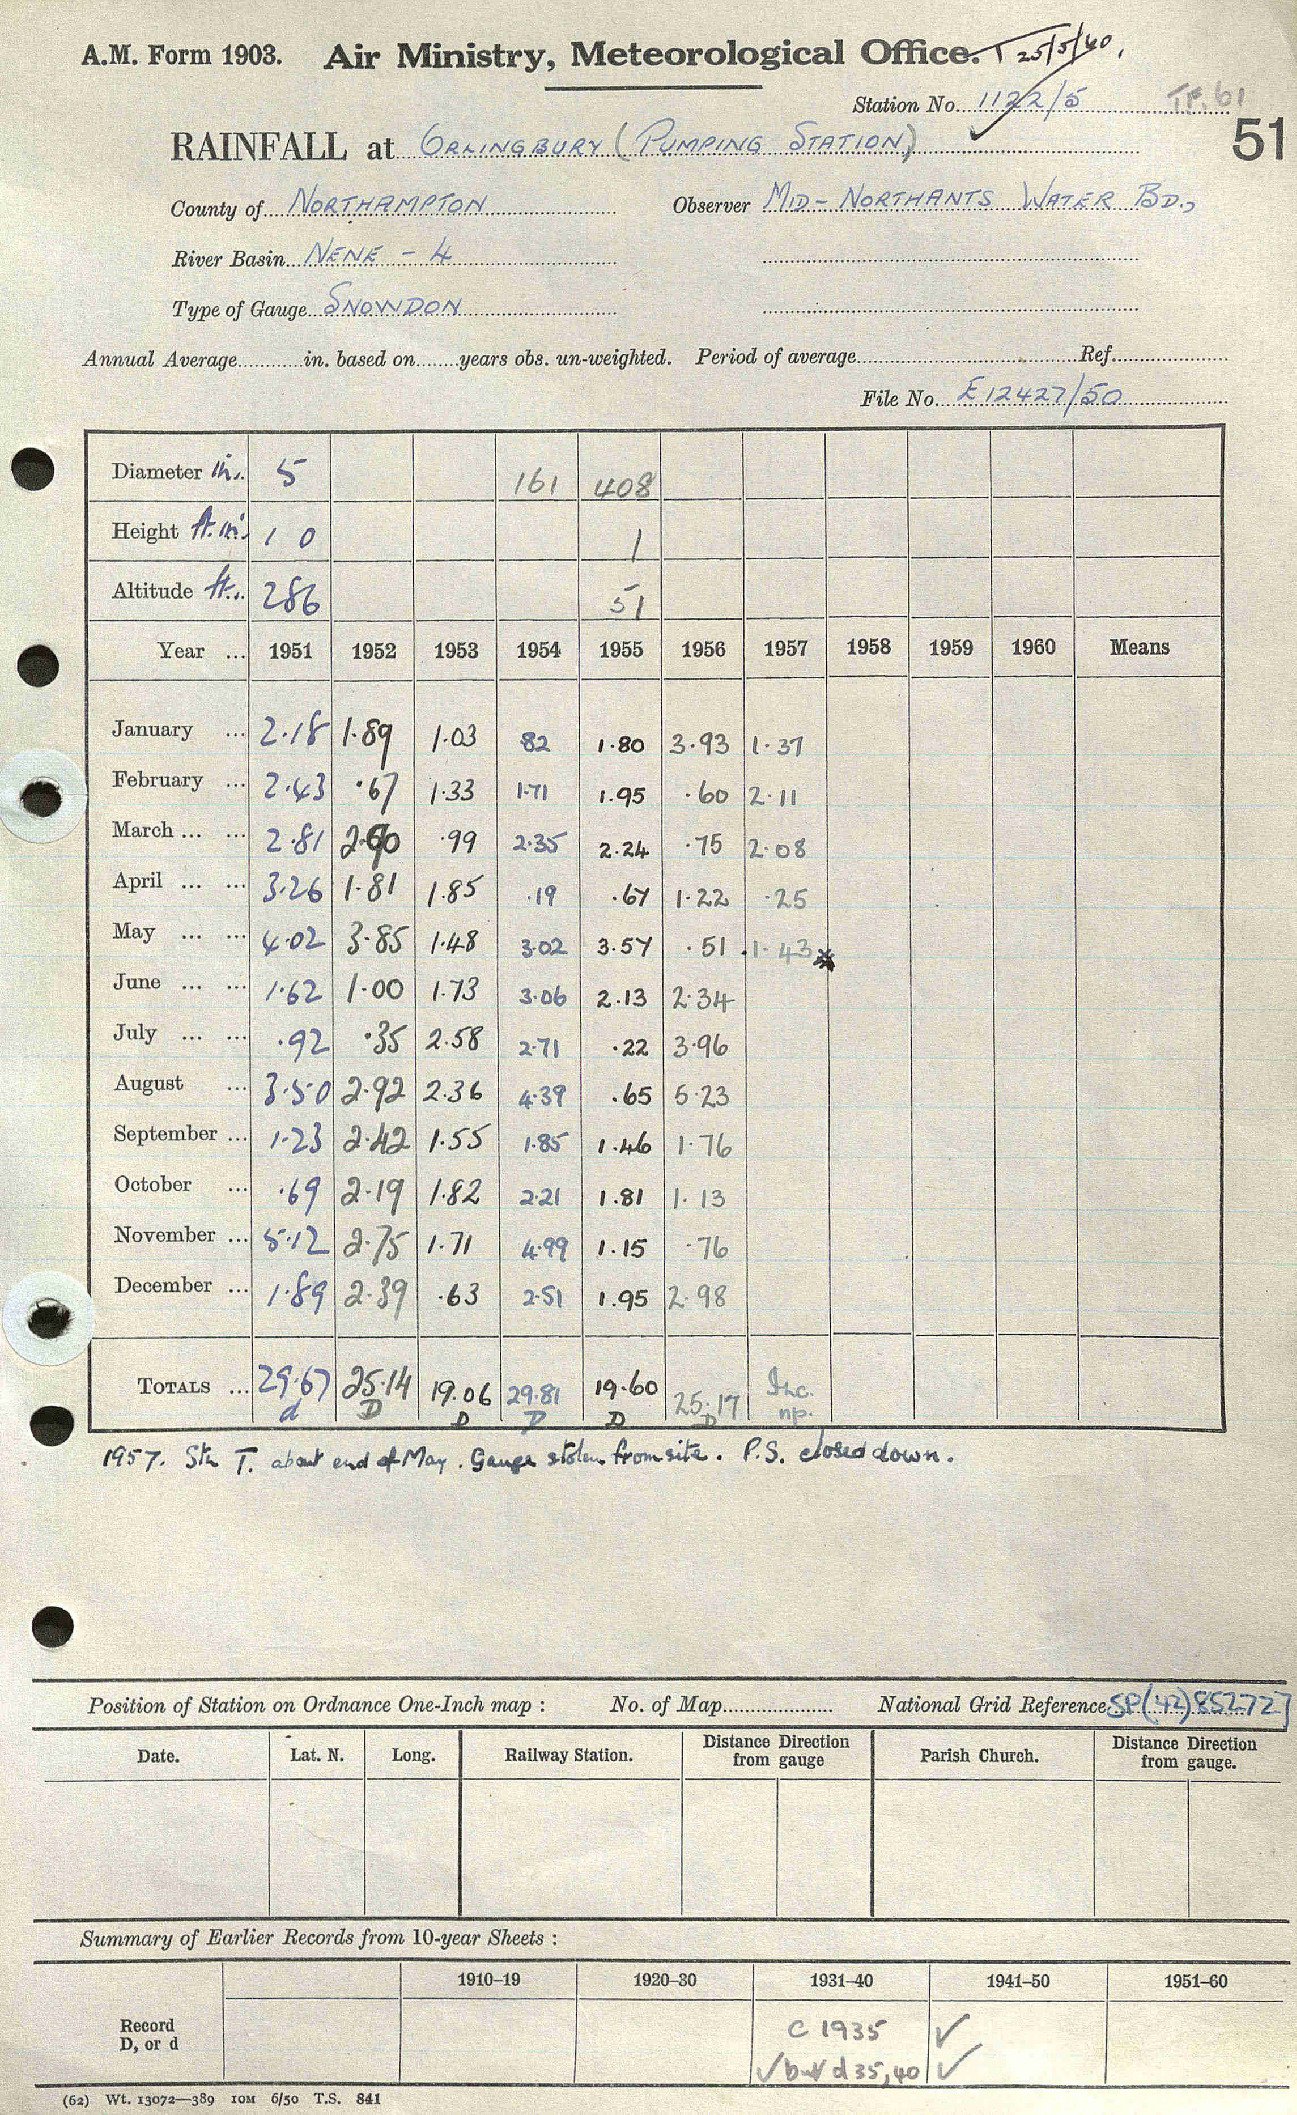 A.M. Form 1903. Air Ministry, Meteorological Office. T 25/5/40.
Station No. 1122/5 TP.61
51
RAINFALL at ORLINGBURY (PUMPING STATION)
County of NORTHAMPTON Observer MID-NORTHANTS WATER BD.,
River Basin NENE - 4
Type of Gauge SNOWDON
Annual Average in. based on years obs. un-weighted. Period of average Ref.
File No. E12427/50
Diameter in. 5 161 408
Height ft. in. 1 0 1
Altitude ft. 286 51
Year ... 1951 1952 1953 1954 1955 1956 1957 1958 1959 1960 Means
January ... 2.18 1.89 1.03 82 1.80 3.93 1.37
February ... 2.43 .67 1.33 1.71 1.95 .60 2.11
March ... ... 2.81 .99 2.35 2.24 .75 2.08
April ... ... 3.26 1.81 1.85 .19 .67 1.22 .25
May ... ... 4.02 3.85 1.48 3.02 3.57 .51 1.43 *
June ... ... 1.62 1.00 1.73 3.06 2.13 2.34
July ... ... .92 .35 2.58 2.71 .22 3.96
August ... 3.50 2.92 2.36 4.39 .65 5.23
September ... 1.23 2.42 1.55 1.85 1.46 1.76
October ... .69 2.19 1.82 2.21 1.81 1.13
November ... 5.12 2.75 1.71 4.99 1.15 .76
December ... 1.89 2.39 .63 2.51 1.95 2.98
TOTALS ... 29.67 25.14 19.06 29.81 19.60 25.17 Inc.
d D D D D D np.
1957. Stn T. about end of May. Gauge stolen from site. P.S. closed down.
Position of Station on Ordnance One-Inch map : No. of Map National Grid Reference SP(42)852727
Date. Lat. N. Long. Railway Station. Distance Direction from gauge Parish Church. Distance Direction from gauge.
Summary of Earlier Records from 10-year Sheets :
1910–19 1920–30 1931–40 1941–50 1951–60
Record C 1935 ✓
D, or d ✓ but d 35,40 ✓
(62) Wt. 13072—389 10M 6/50 T.S. 841